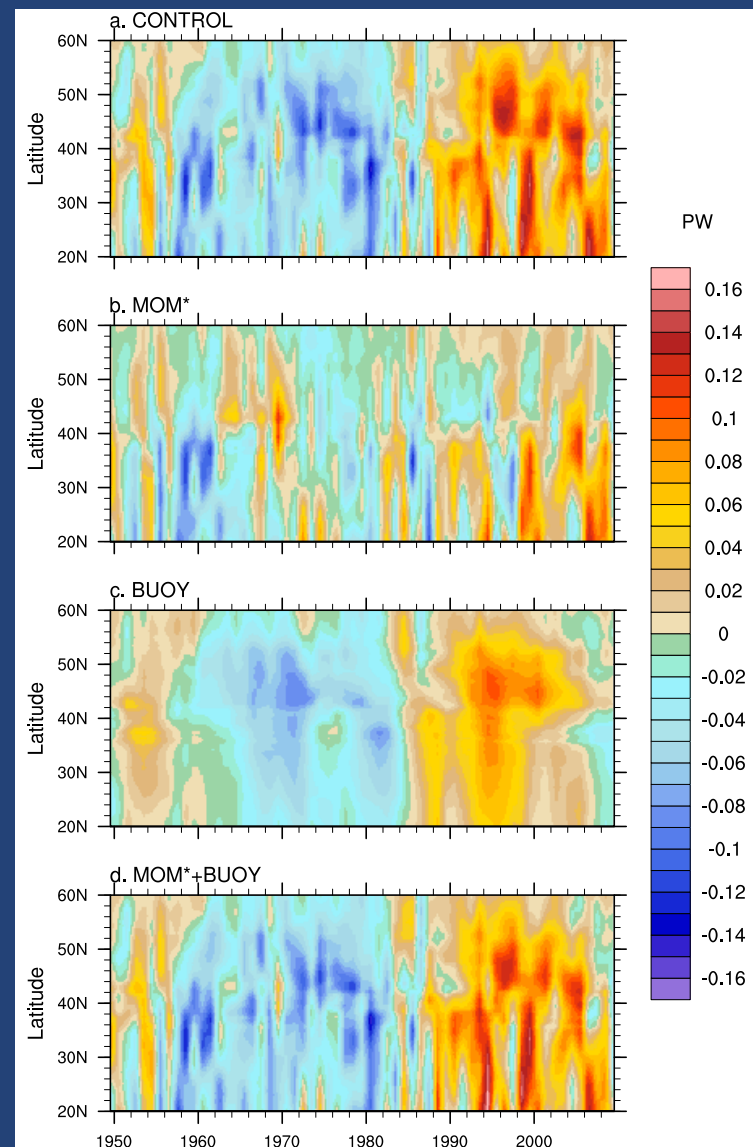 a. CONTROL
60N
50N
40N
30N
20N
Latitude
b. MOM*
60N
50N
40N
30N
20N
Latitude
c. BUOY
60N
50N
40N
30N
20N
Latitude
d. MOM*+BUOY
60N
50N
40N
30N
20N
Latitude
1950 1960 1970 1980 1990 2000
PW
0.16
0.14
0.12
0.1
0.08
0.06
0.04
0.02
0
-0.02
-0.04
-0.06
-0.08
-0.1
-0.12
-0.14
-0.16